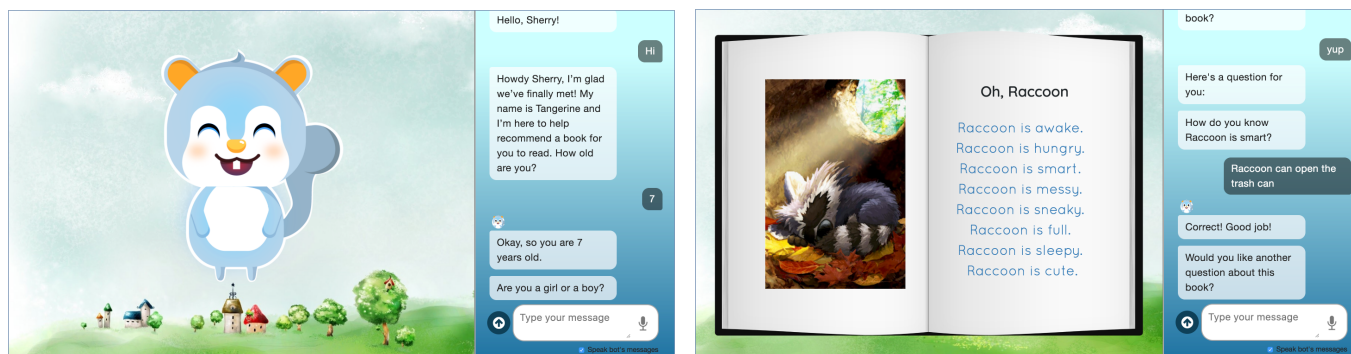 Hello, Sherry!
Hi
Howdy Sherry, I'm glad
we've finally met! My
name is Tangerine and
I'm here to help
recommend a book for
you to read. How old
are you?
7
Okay, so you are 7
years old.
Are you a girl or a boy?
Type your message
Speak bot's messages
Oh, Raccoon
Raccoon is awake.
Raccoon is hungry.
Raccoon is smart.
Raccoon is messy.
Raccoon is sneaky.
Raccoon is full.
Raccoon is sleepy.
Raccoon is cute.
book?
yup
Here's a question for
you:
How do you know
Raccoon is smart?
Raccoon can open the
trash can
Correct! Good job!
Would you like another
question about this
book?
Type your message
Speak bot's messages